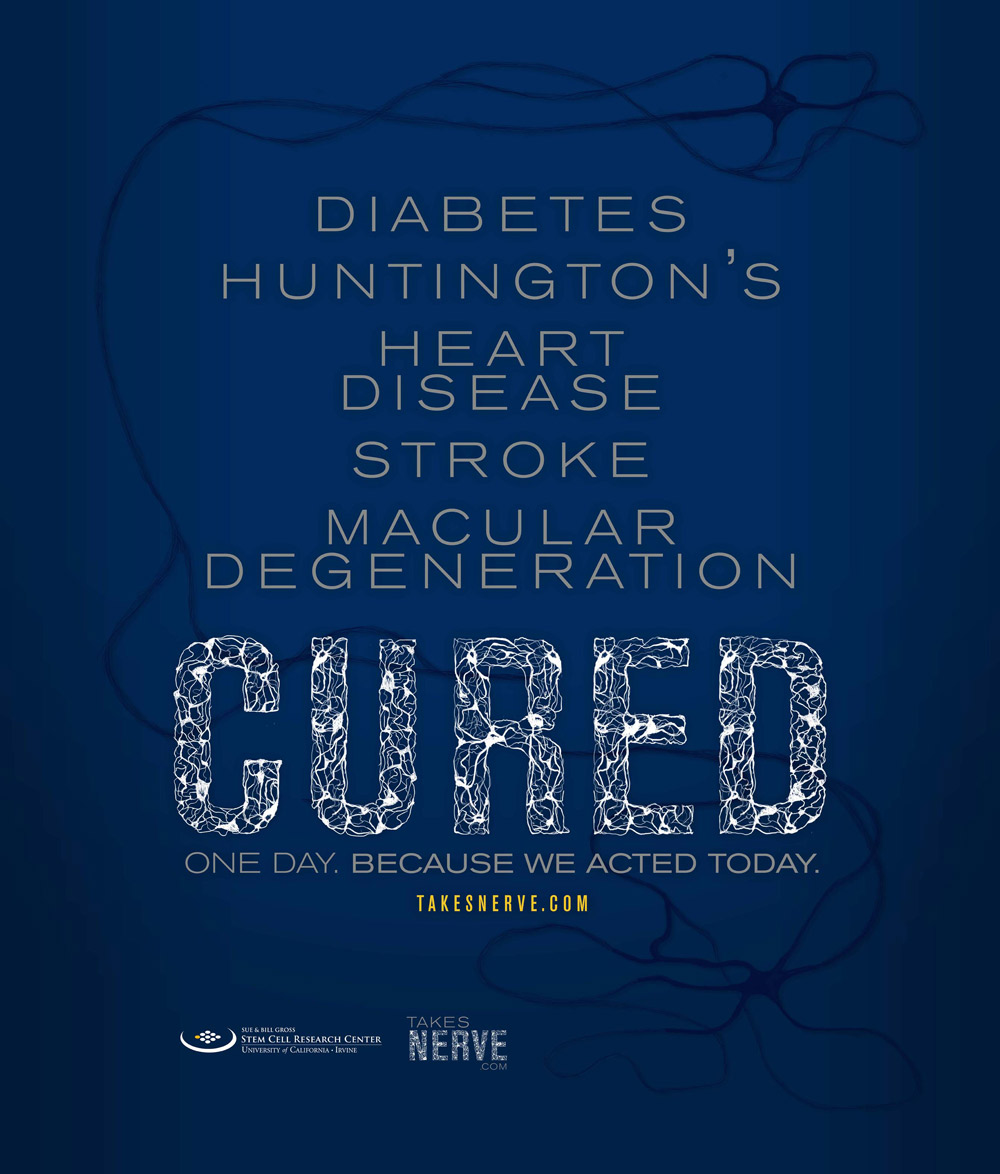 DIABETES
HUNTINGTON'S
HEART
DISEASE
STROKE
MACULAR
DEGENERATION
CURED
ONE DAY. BECAUSE WE ACTED TODAY.
TAKESNERVE.COM
SUE & BILL GROSS
STEM CELL RESEARCH CENTER
UNIVERSITY of CALIFORNIA • IRVINE
TAKES
NERVE
.COM